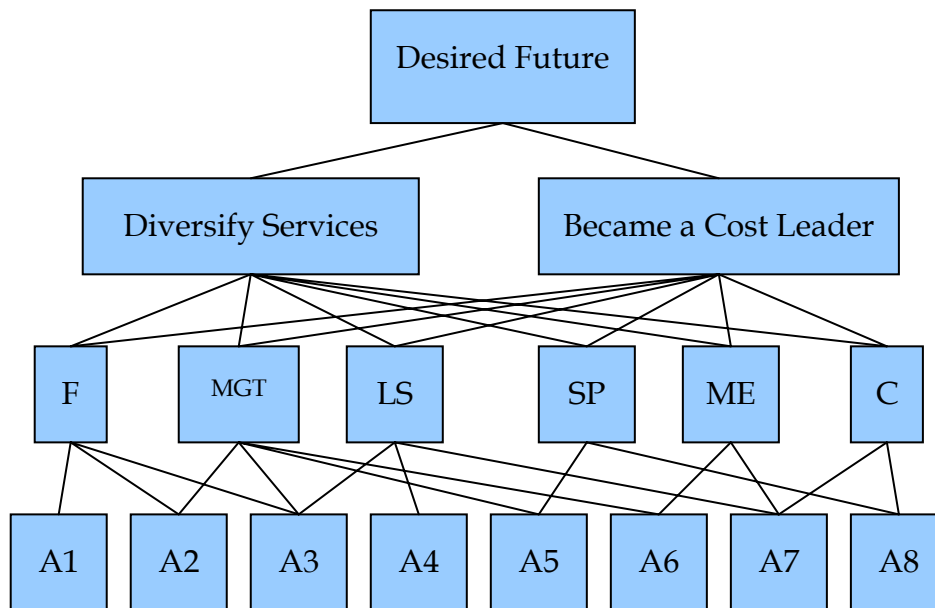 Desired Future
Diversify Services
Became a Cost Leader
F
MGT
LS
SP
ME
C
A1
A2
A3
A4
A5
A6
A7
A8